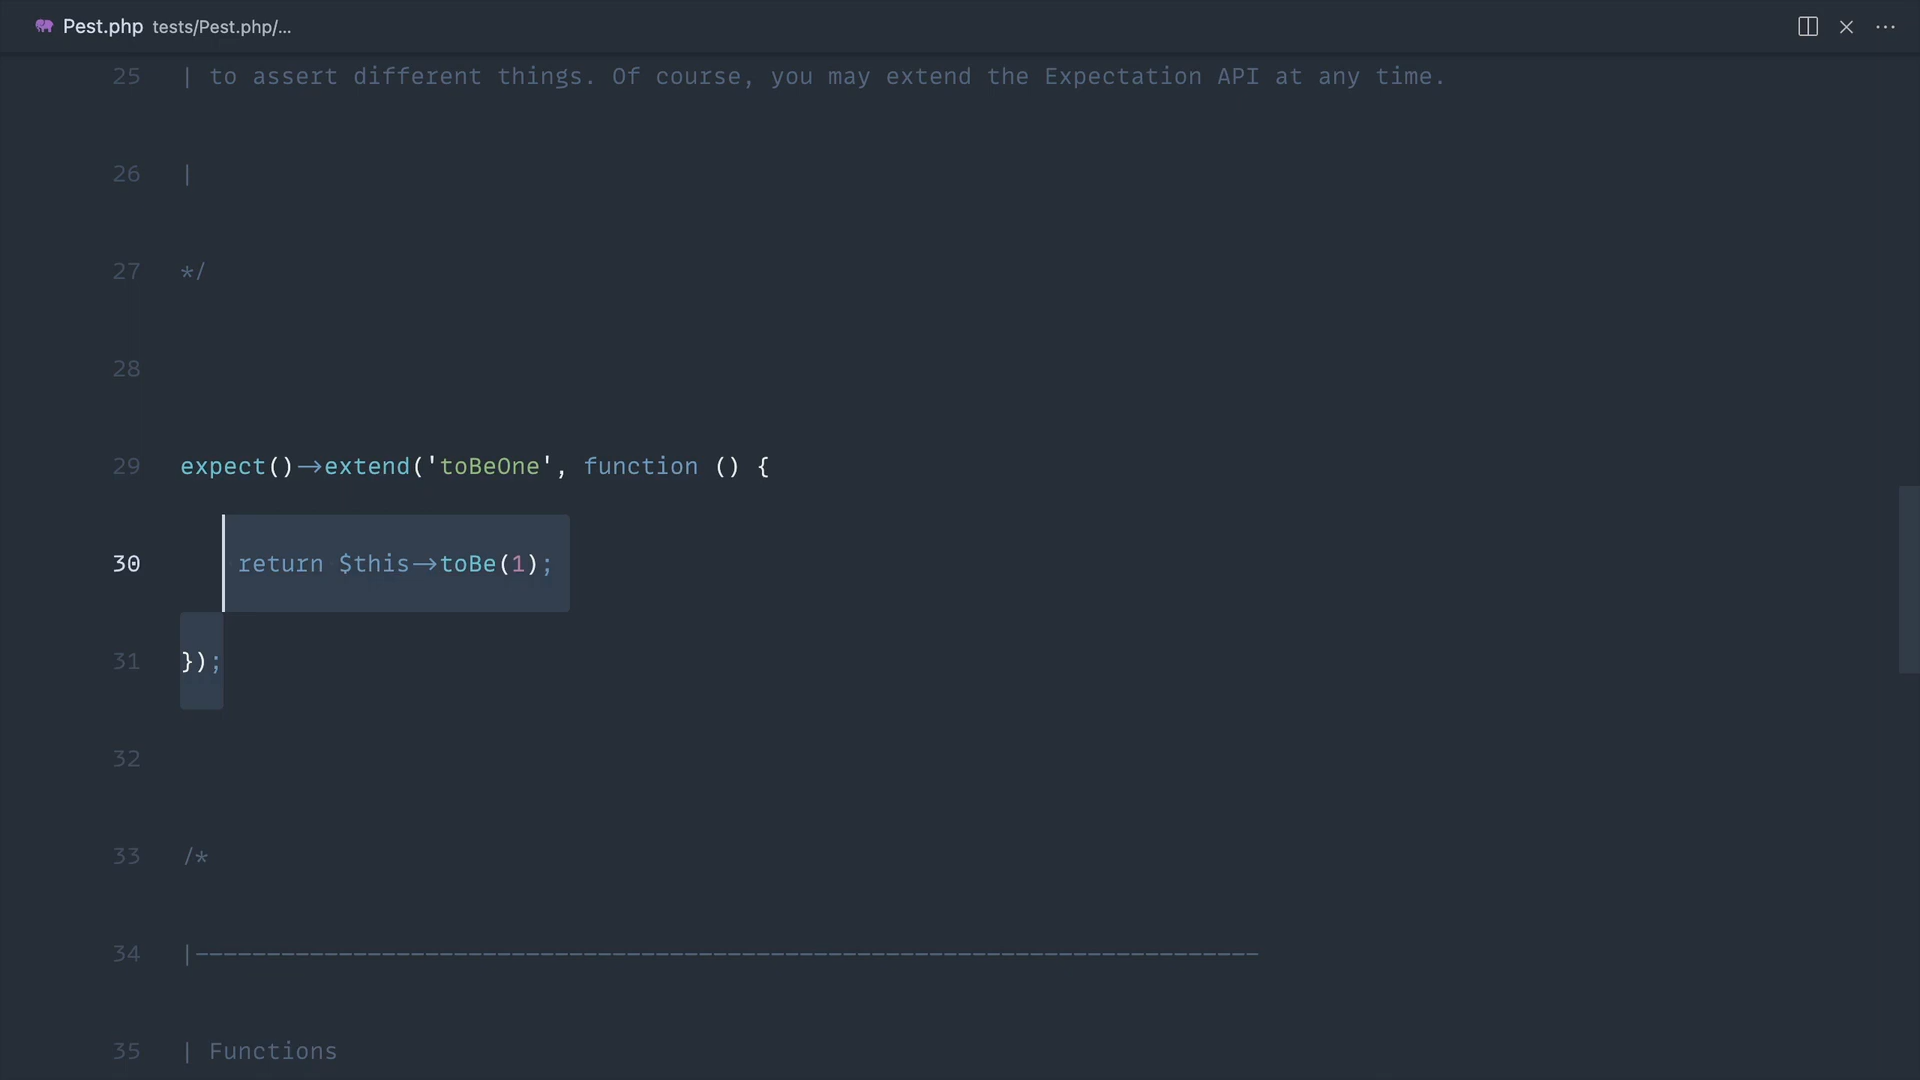 Pest.php tests/Pest.php/...
25 | to assert different things. Of course, you may extend the Expectation API at any time.
26 |
27 */
28
29 expect()->extend('toBeOne', function () {
30 return $this->toBe(1);
31 });
32
33 /*
34 |--------------------------------------------------------------------------
35 | Functions